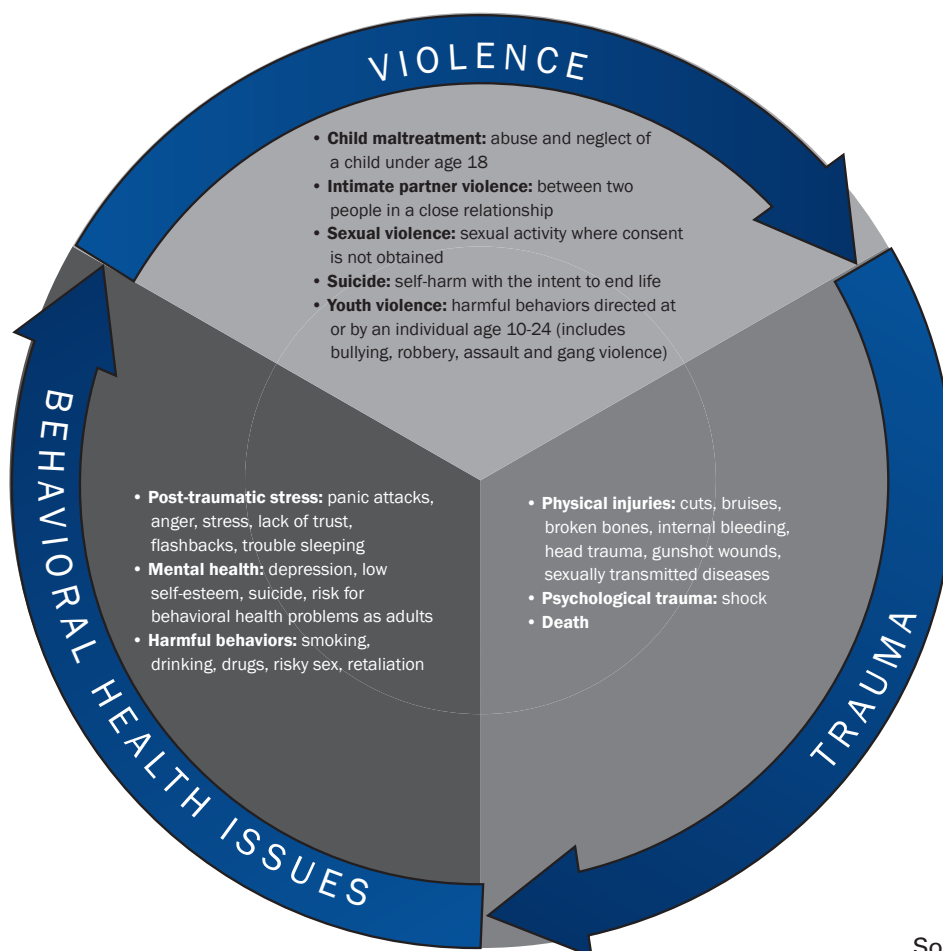 VIOLENCE
• Child maltreatment: abuse and neglect of
a child under age 18
• Intimate partner violence: between two
people in a close relationship
• Sexual violence: sexual activity where consent
is not obtained
• Suicide: self-harm with the intent to end life
• Youth violence: harmful behaviors directed at
or by an individual age 10-24 (includes
bullying, robbery, assault and gang violence)
TRAUMA
• Physical injuries: cuts, bruises,
broken bones, internal bleeding,
head trauma, gunshot wounds,
sexually transmitted diseases
• Psychological trauma: shock
• Death
BEHAVIORAL HEALTH ISSUES
• Post-traumatic stress: panic attacks,
anger, stress, lack of trust,
flashbacks, trouble sleeping
• Mental health: depression, low
self-esteem, suicide, risk for
behavioral health problems as adults
• Harmful behaviors: smoking,
drinking, drugs, risky sex, retaliation